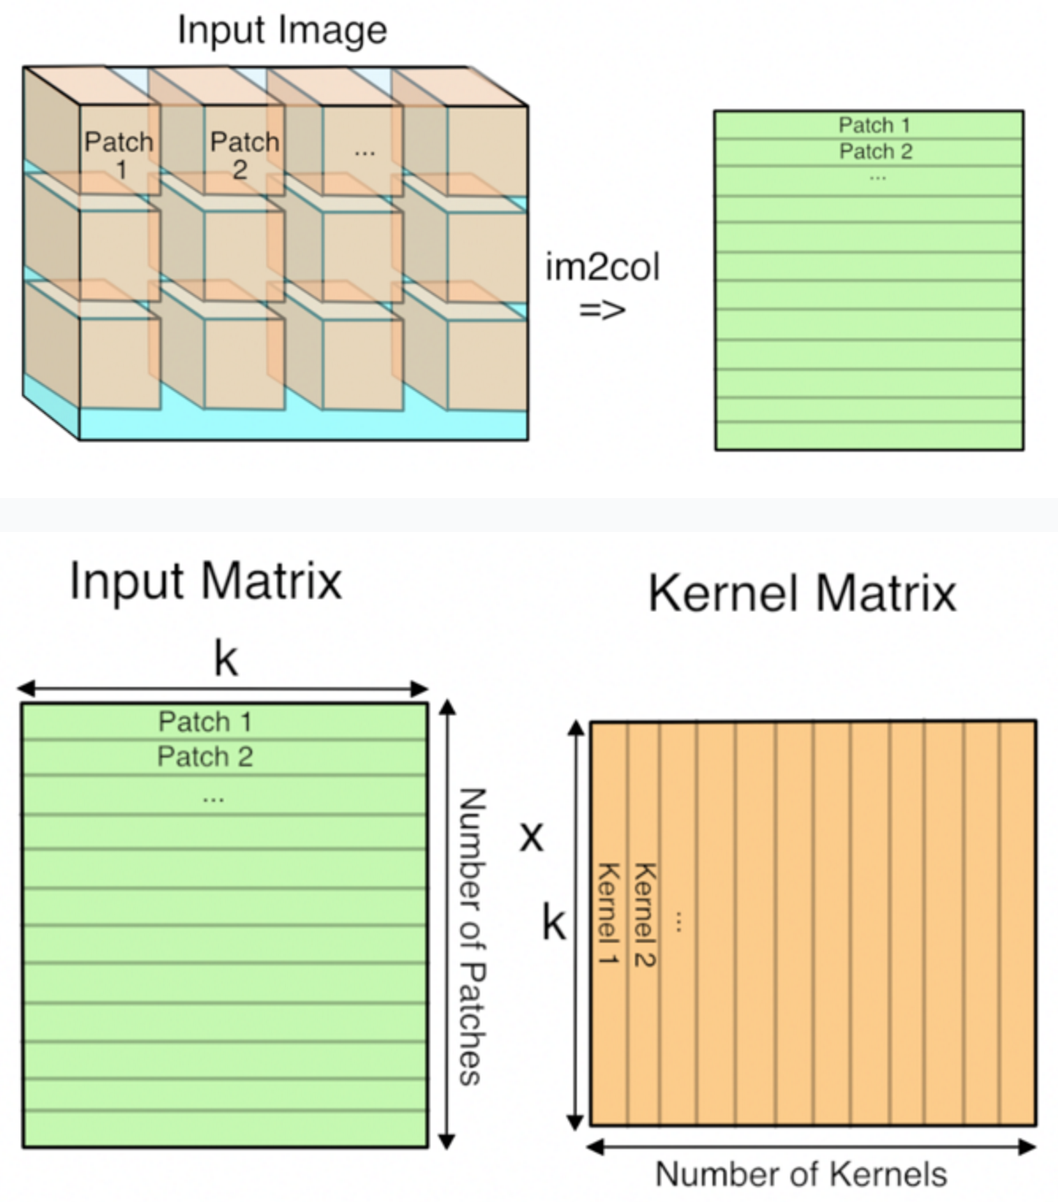 Input Image
Patch
1
Patch
2
...
im2col
=>
Patch 1
Patch 2
...
Input Matrix
k
Patch 1
Patch 2
...
Number of Patches
x
Kernel Matrix
k
Kernel 1
Kernel 2
...
Number of Kernels